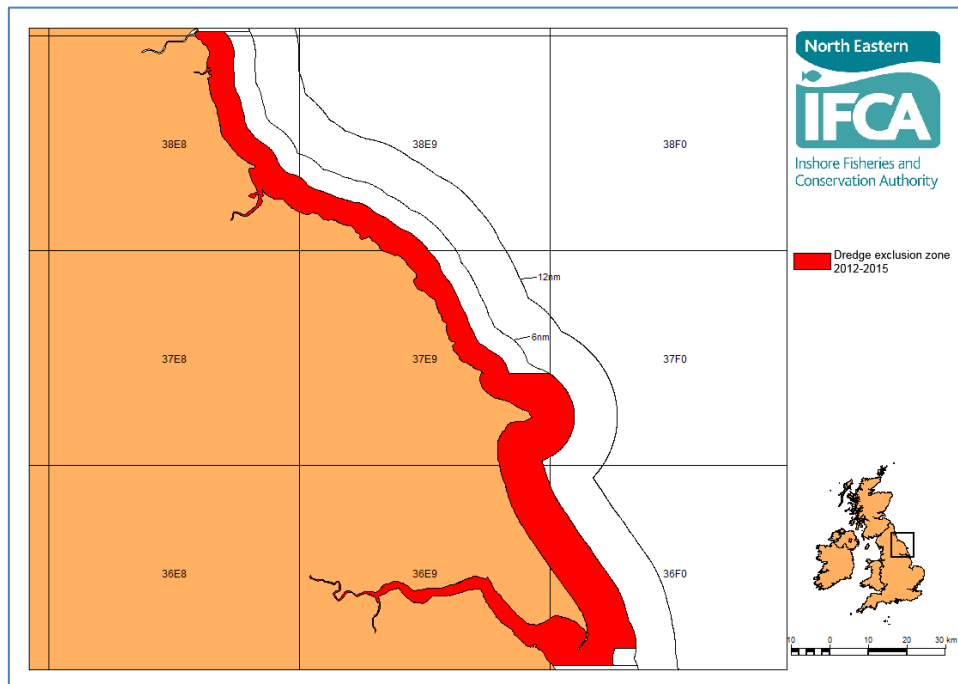 North Eastern
IFCA
Inshore Fisheries and
Conservation Authority
38E8
38E9
38F0
Dredge exclusion zone
2012-2015
12nm
6nm
37E8
37E9
37F0
36E8
36E9
36F0
10 0 10 20 30 km